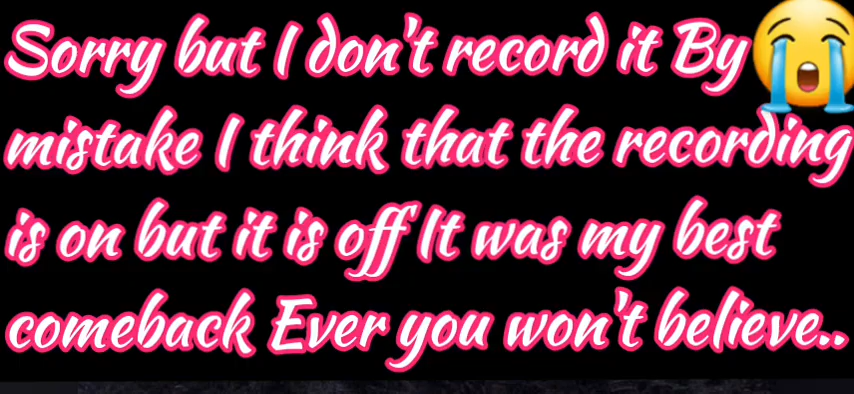 Sorry but I don't record it By
mistake I think that the recording
is on but it is off It was my best
comeback Ever you won't believe..